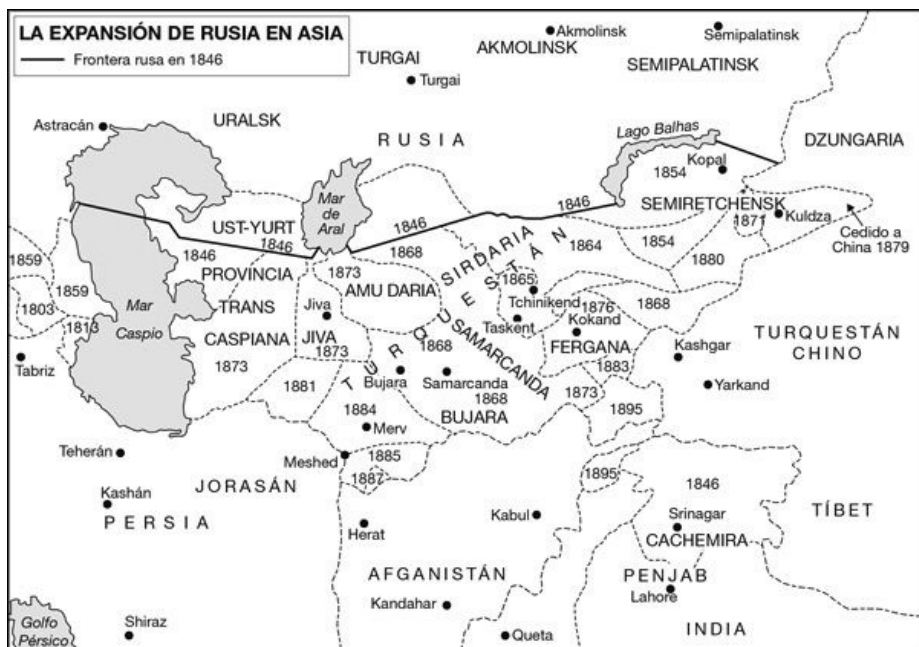 LA EXPANSIÓN DE RUSIA EN ASIA
Frontera rusa en 1846
Akmolinsk
AKMOLINSK
Semipalatinsk
SEMIPALATINSK
TURGAI
Turgai
Astracán
URALSK
RUSIA
Lago Balhas
DZUNGARIA
Kopal
1854
SEMIRETCHENSK
1871
Kuldza
Cedido a
China 1879
Mar
de
Aral
UST-YURT
1846
1846
1846
1846
1868
SIRDARIA
1864
1854
1880
1859
1859
1803
1813
PROVÍNCIA
TRANS
CASPIANA
1873
Mar
Caspio
1873
AMU DARIA
Jiva
JIVA
1873
1865
Tchinikend
Taskent
1876
Kokand
FERGANA
1868
1883
TURQUESTÁN
SAMARCANDA
1868
Bujara
Samarcanda
1868
BUJARA
1873
1895
Kashgar
TURQUESTÁN
CHINO
Yarkand
Tabriz
1881
1884
Merv
Teherán
Meshed
1885
1887
JORASÁN
Kashán
PERSIA
Herat
Kabul
1895
1846
Srinagar
CACHEMIRA
TÍBET
AFGANISTÁN
Kandahar
PENJAB
Lahore
Golfo
Pérsico
Shiraz
Queta
INDIA